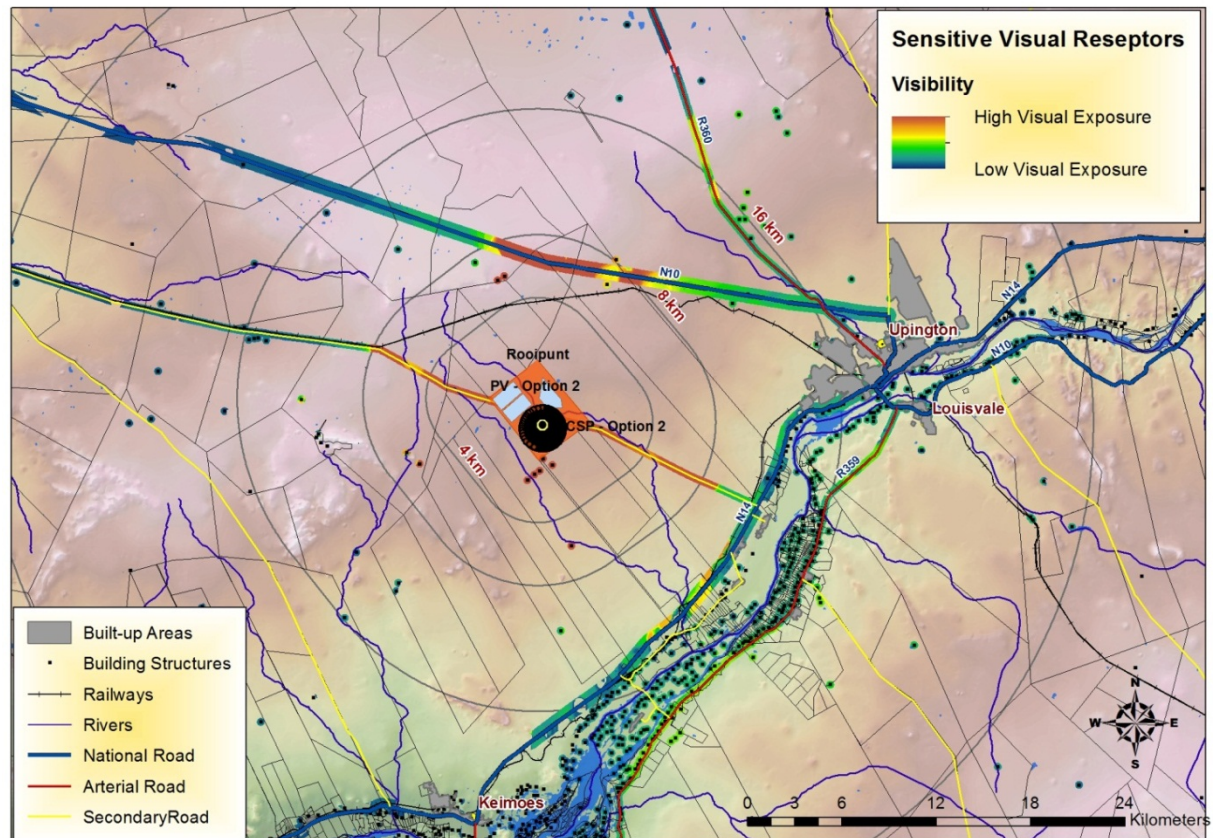 Sensitive Visual Reseptors
Visibility
High Visual Exposure
Low Visual Exposure
R360
16 km
N10
8 km
N14
Upington
N10
Rooipunt
PV - Option 2
CSP - Option 2
Louisvale
4 km
R359
N14
Built-up Areas
Building Structures
Railways
Rivers
National Road
Arterial Road
SecondaryRoad
Keimoes
N
W E
S
0 3 6 12 18 24
Kilometers